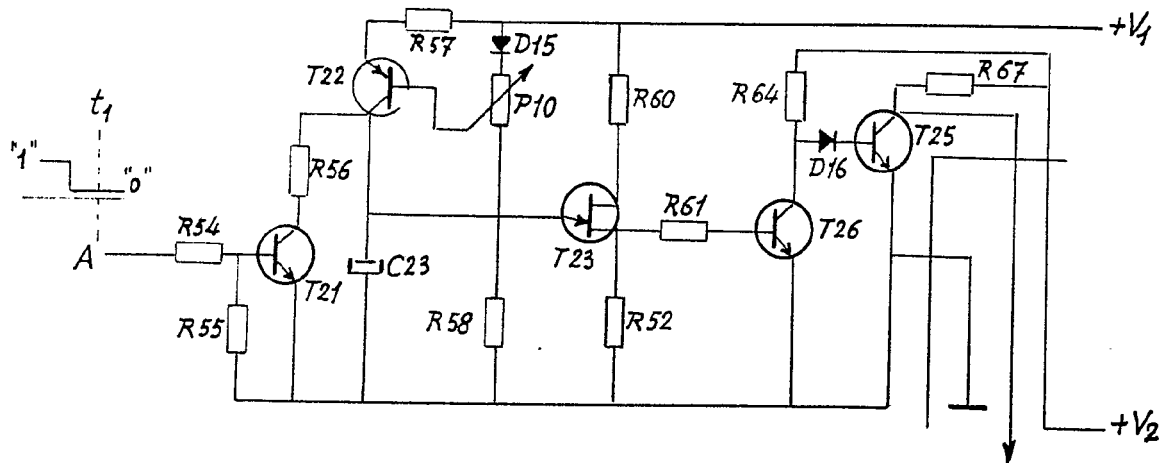 R57
D15
+V1
T22
P10
R60
R64
R67
t1
"1"
"0"
R56
D16
T25
R54
R61
T26
A
T21
C23
T23
R55
R58
R52
+V2